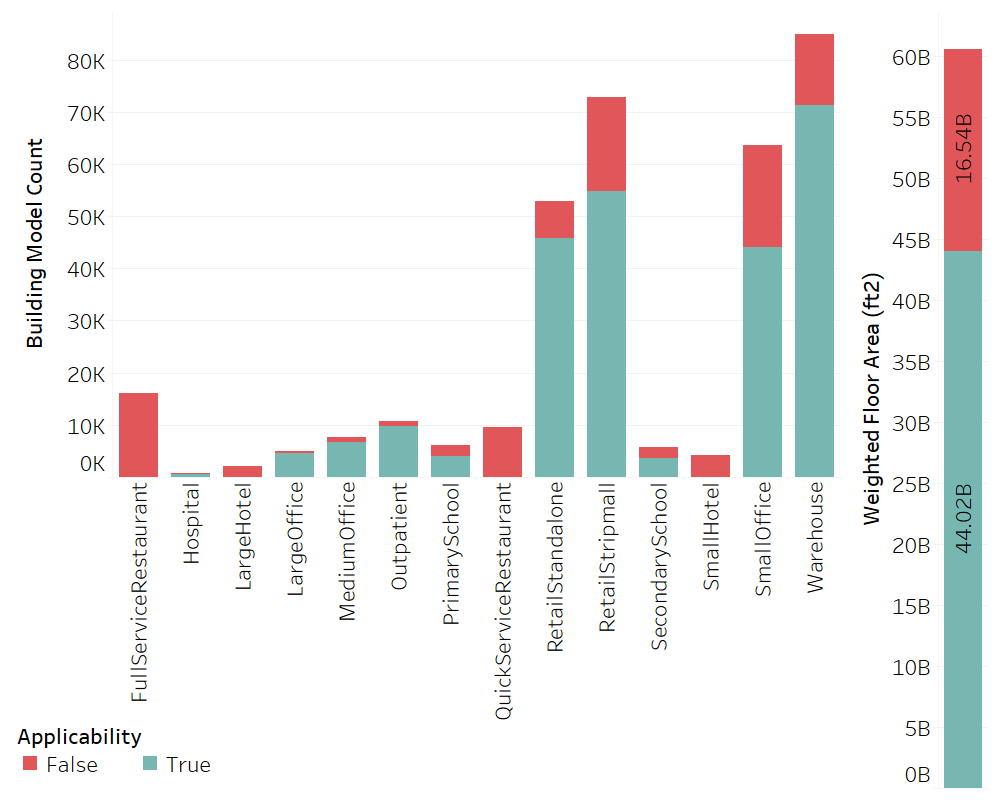 Building Model Count
80K
70K
60K
50K
40K
30K
20K
10K
0K
FullServiceRestaurant
Hospital
LargeHotel
LargeOffice
MediumOffice
Outpatient
PrimarySchool
QuickServiceRestaurant
RetailStandalone
RetailStripmall
SecondarySchool
SmallHotel
SmallOffice
Warehouse
Weighted Floor Area (ft2)
60B
55B
50B
45B
40B
35B
30B
25B
20B
15B
10B
5B
0B
16.54B
44.02B
Applicability
False
True